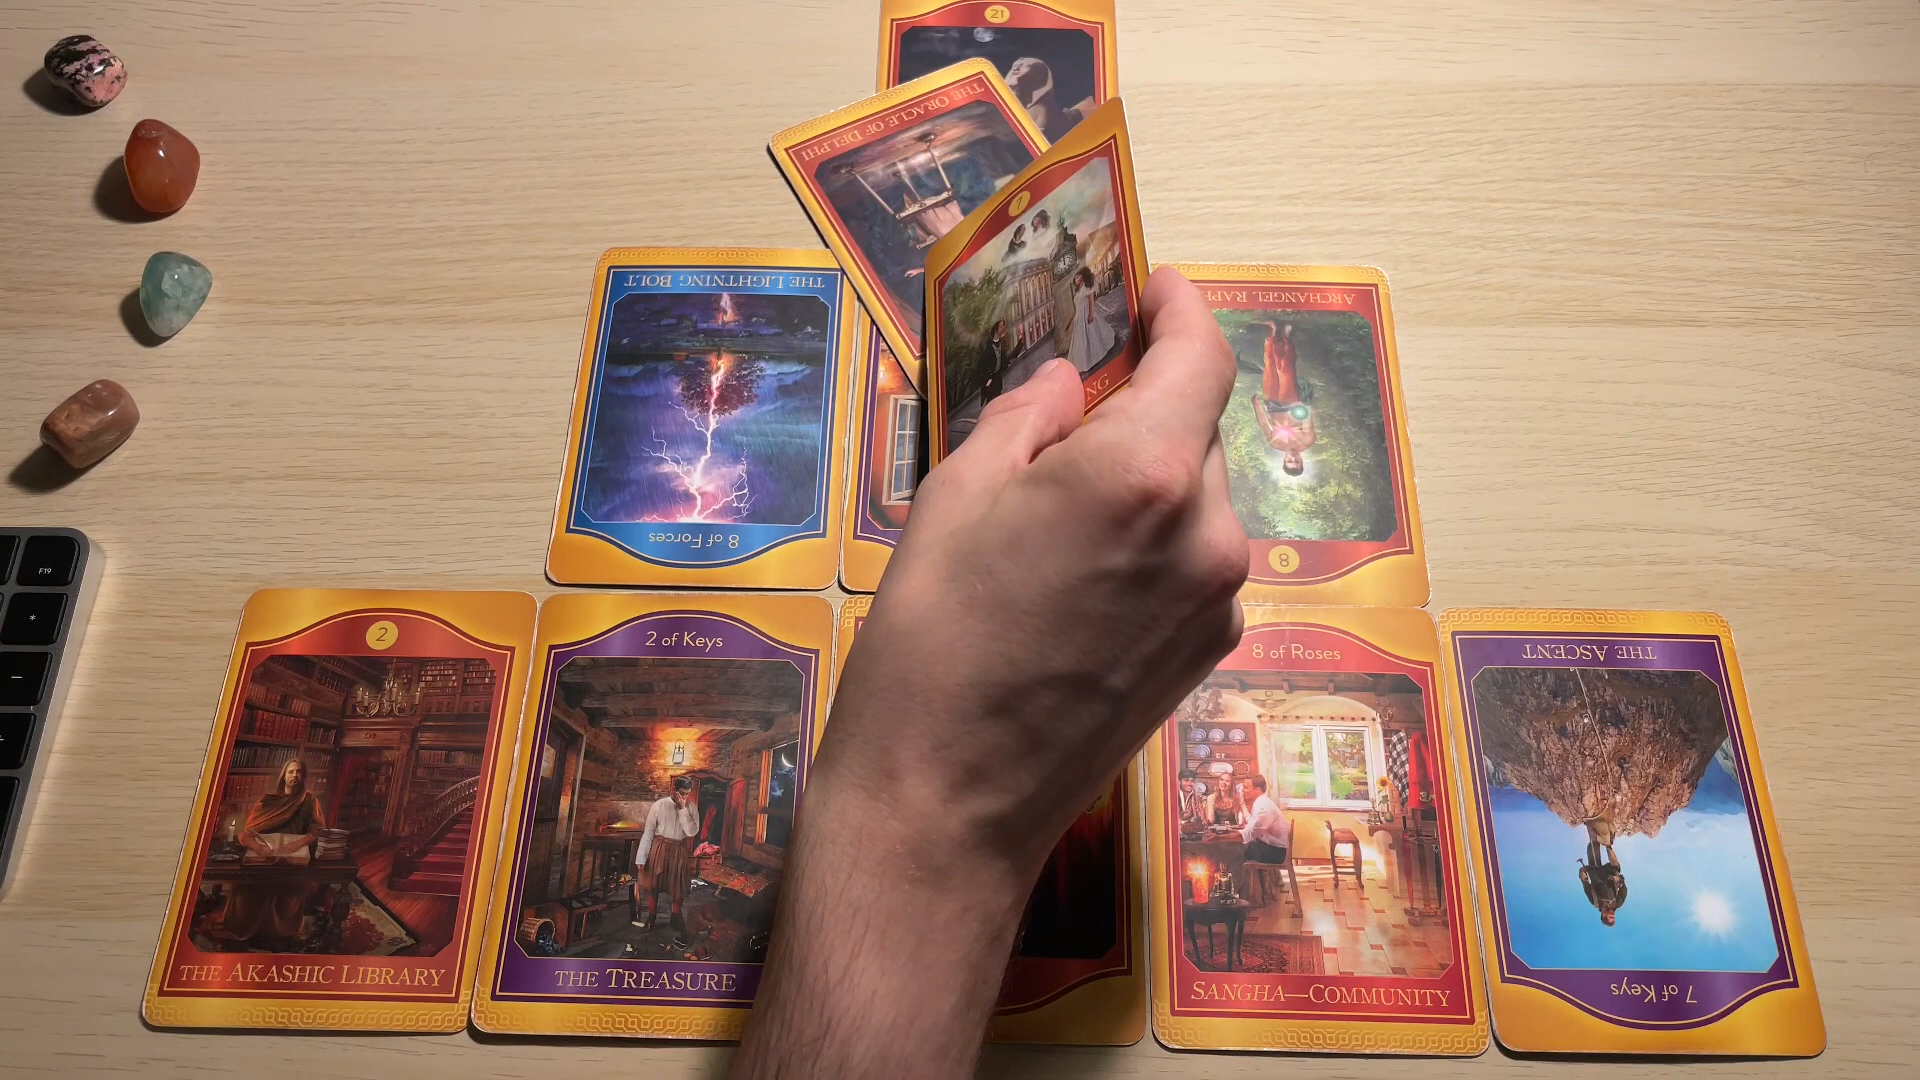 21
THE ORACLE OF DELPHI
7
NG
THE LIGHTNING BOLT
8 of Forces
ARCHANGEL RAPH
8
2
THE AKASHIC LIBRARY
2 of Keys
THE TREASURE
8 of Roses
SANGHA—COMMUNITY
THE ASCENT
7 of Keys
F19
*
−